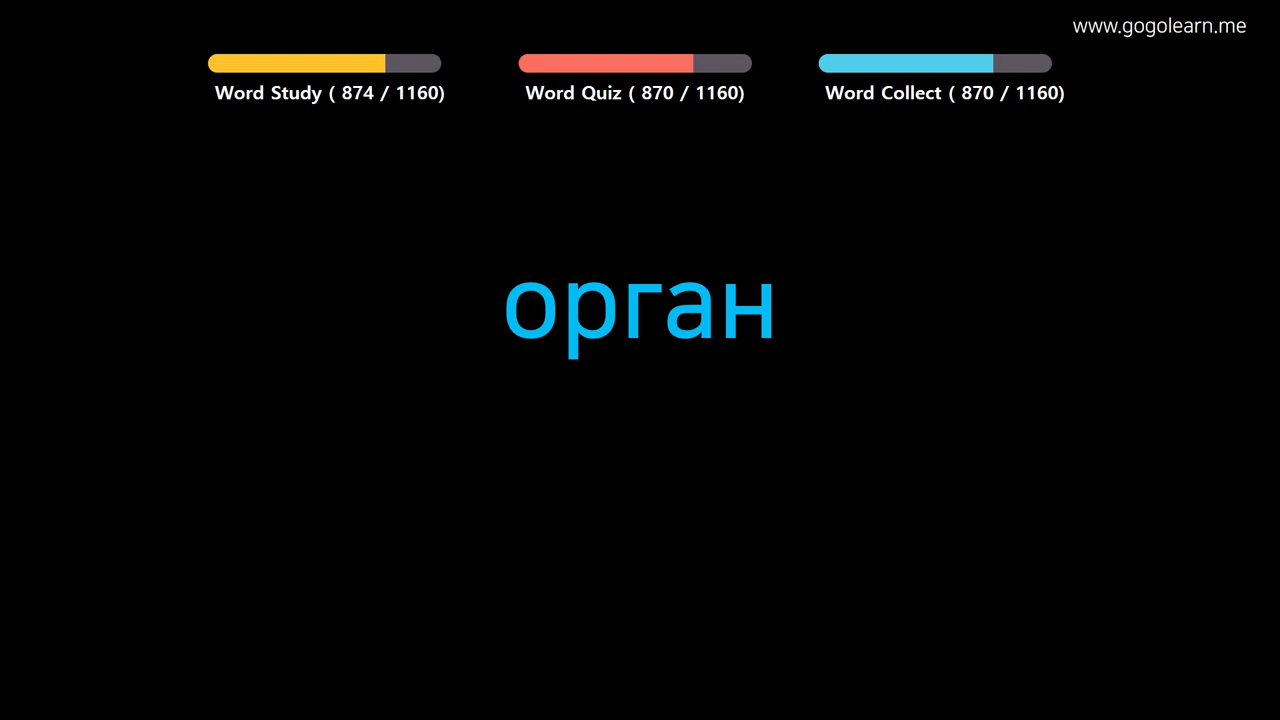 www.gogolearn.me
Word Study ( 874 / 1160)
Word Quiz ( 870 / 1160)
Word Collect ( 870 / 1160)
орган